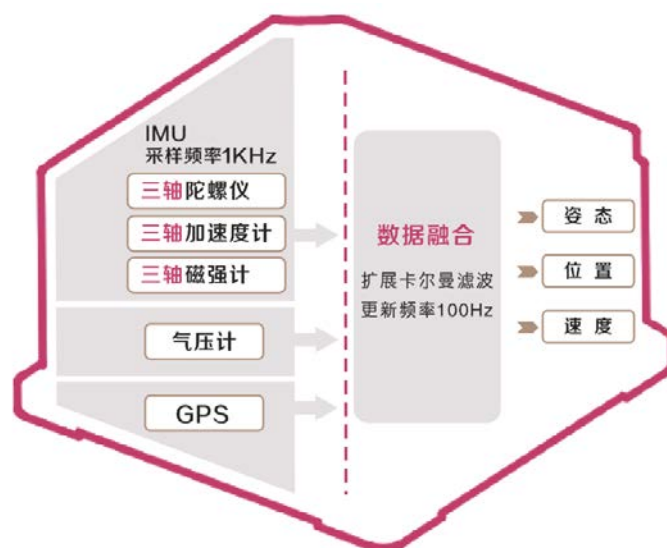 IMU
采样频率1KHz
三轴陀螺仪
三轴加速度计
三轴磁强计
气压计
GPS
数据融合
扩展卡尔曼滤波
更新频率100Hz
姿态
位置
速度